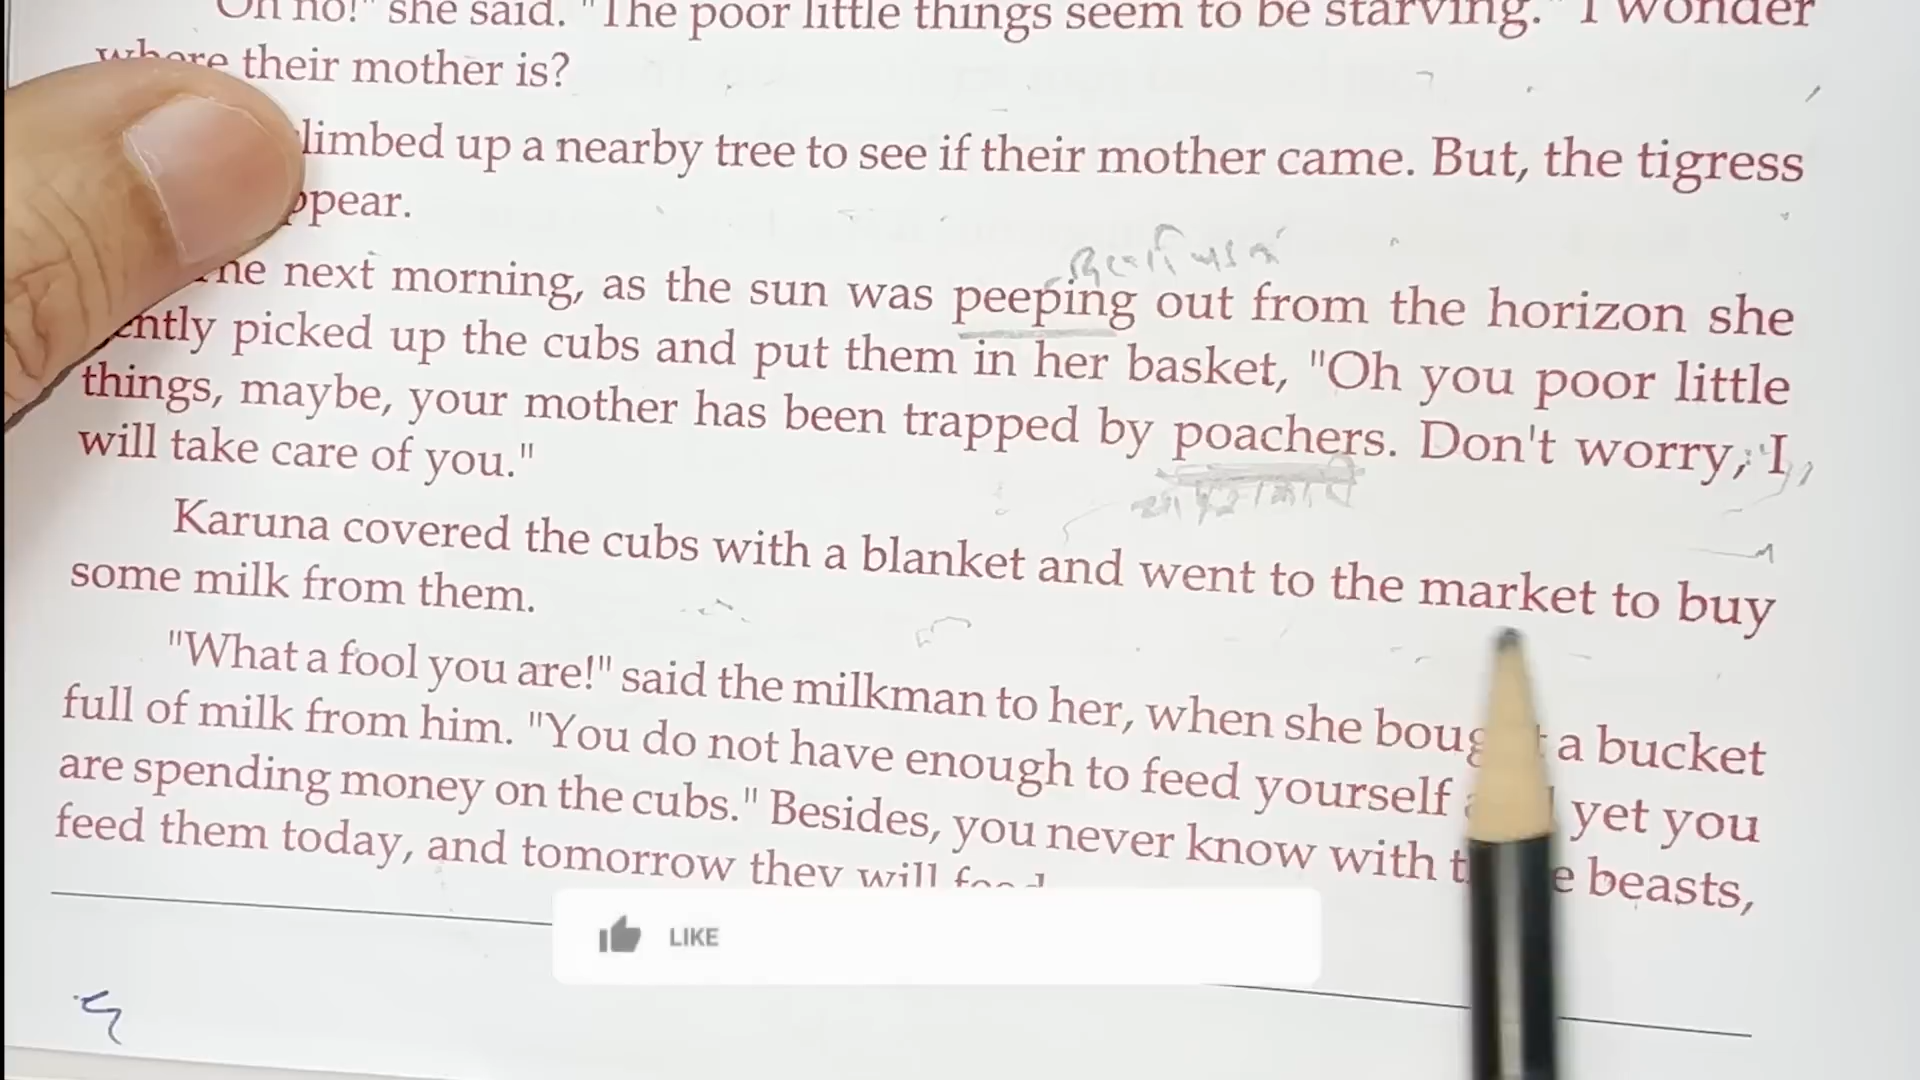 "Oh no!" she said. "The poor little things seem to be starving." I wonder
where their mother is?
limbed up a nearby tree to see if their mother came. But, the tigress
ppear.
he next morning, as the sun was peeping out from the horizon she
ently picked up the cubs and put them in her basket, "Oh you poor little
things, maybe, your mother has been trapped by poachers. Don't worry, I
will take care of you."
Karuna covered the cubs with a blanket and went to the market to buy
some milk from them.
"What a fool you are!" said the milkman to her, when she boug t a bucket
full of milk from him. "You do not have enough to feed yourself yet you
are spending money on the cubs." Besides, you never know with t e beasts,
feed them today, and tomorrow they will feed
LIKE